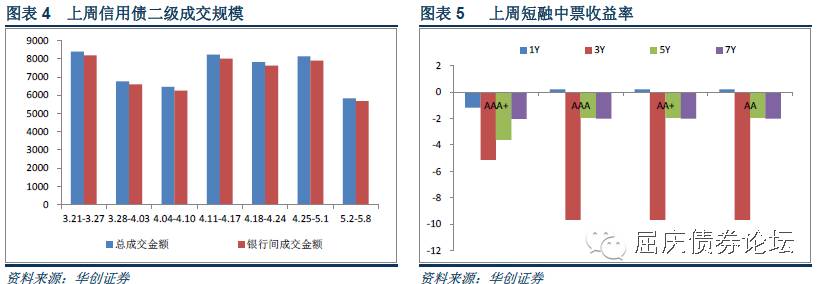 图表 4 上周信用债二级成交规模
9000
8000
7000
6000
5000
4000
3000
2000
1000
0
3.21-3.27 3.28-4.03 4.04-4.10 4.11-4.17 4.18-4.24 4.25-5.1 5.2-5.8
总成交金额 银行间成交金额
资料来源：华创证券
图表 5 上周短融中票收益率
1Y 3Y 5Y 7Y
2
0
-2
-4
-6
-8
-10
-12
AAA+ AAA AA+ AA
屈庆债券论坛
资料来源：华创证券